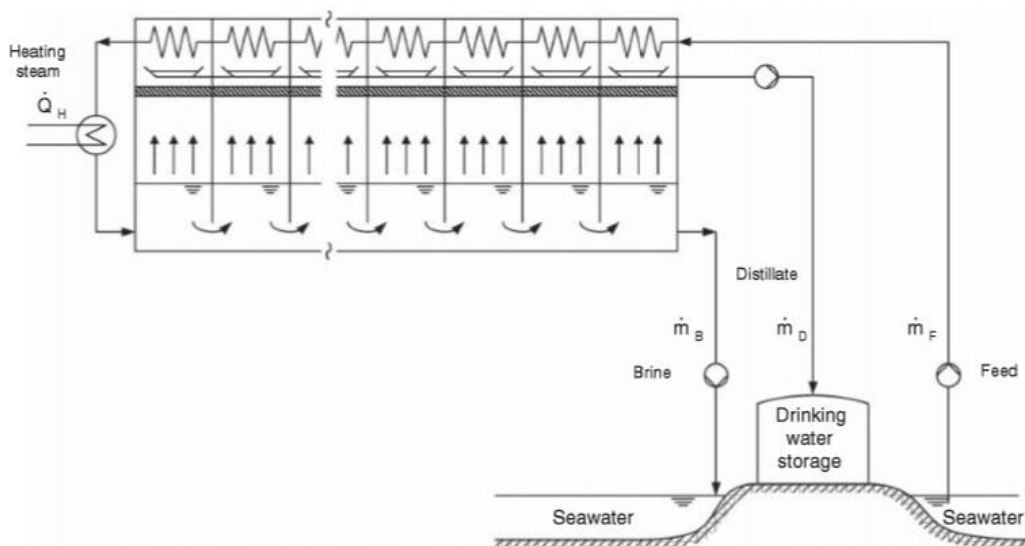 Heating
steam
Q̇ H
Distillate
ṁ B
ṁ D
ṁ F
Brine
Feed
Drinking
water
storage
Seawater
Seawater